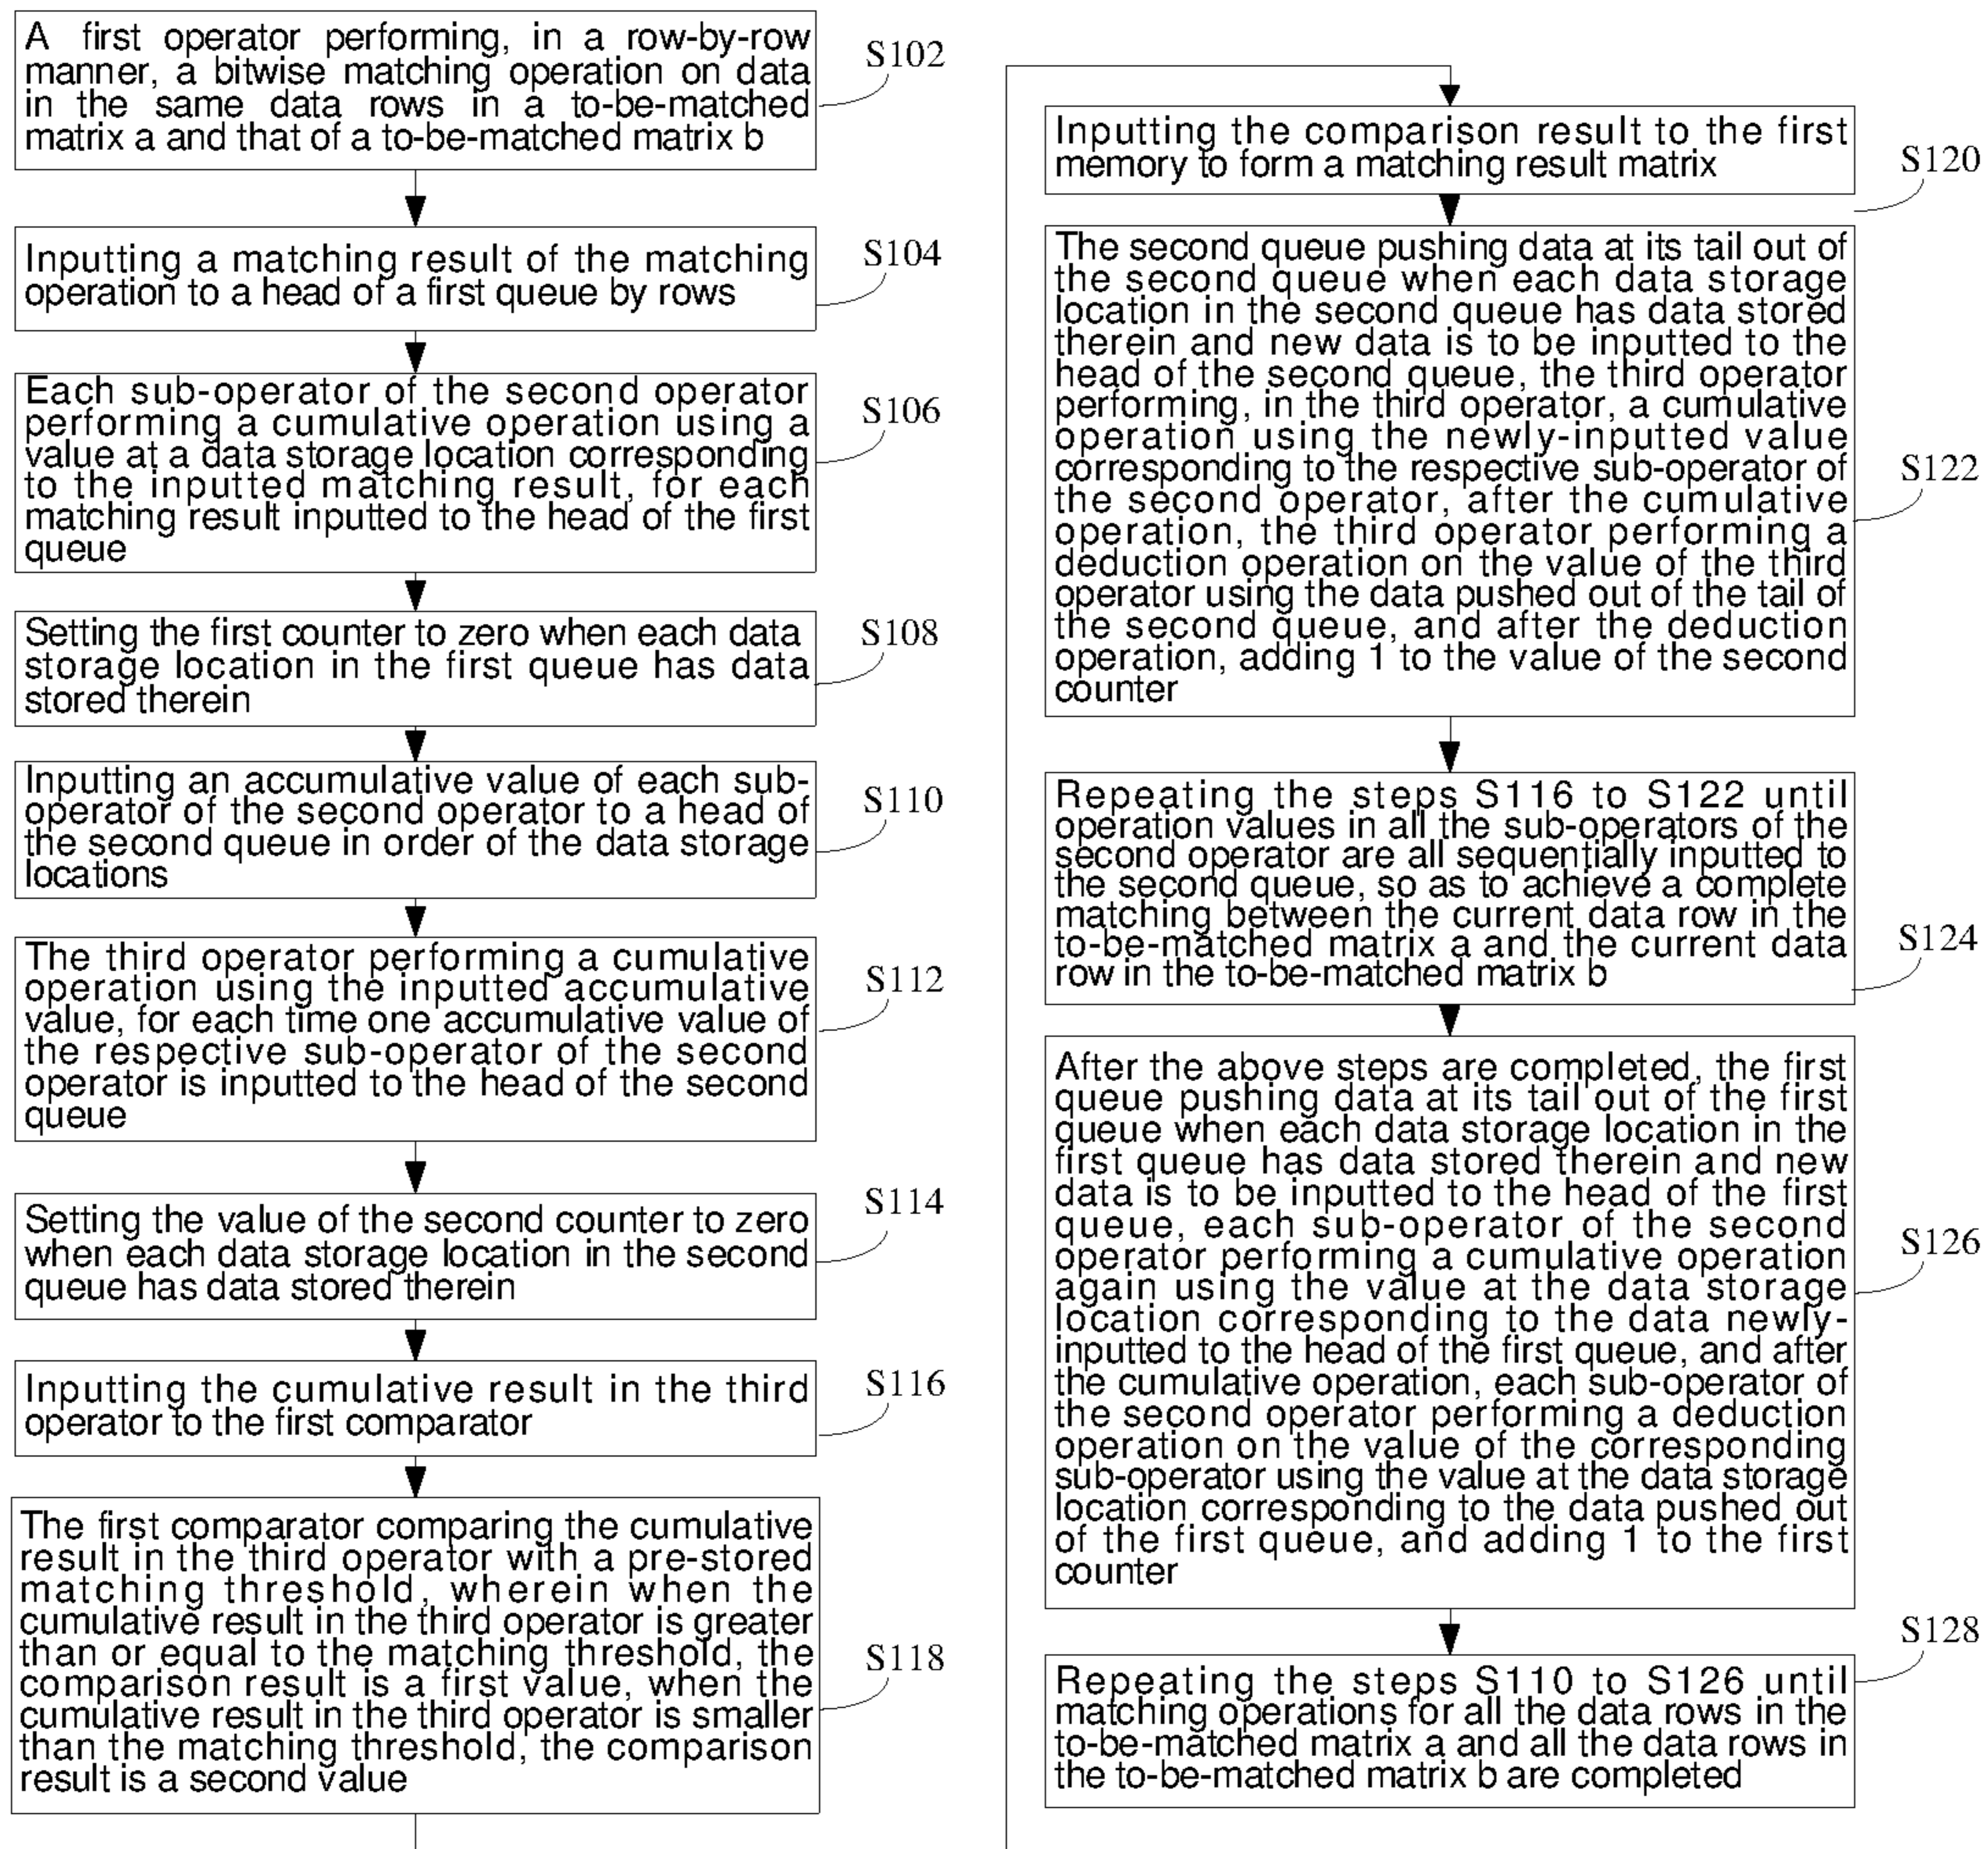 A first operator performing, in a row-by-row
manner, a bitwise matching operation on data
in the same data rows in a to-be-matched
matrix a and that of a to-be-matched matrix b
S102
Inputting a matching result of the matching
operation to a head of a first queue by rows
S104
Each sub-operator of the second operator
performing a cumulative operation using a
value at a data storage location corresponding
to the inputted matching result, for each
matching result inputted to the head of the first
queue
S106
Setting the first counter to zero when each data
storage location in the first queue has data
stored therein
S108
Inputting an accumulative value of each sub-
operator of the second operator to a head of
the second queue in order of the data storage
locations
S110
The third operator performing a cumulative
operation using the inputted accumulative
value, for each time one accumulative value of
the respective sub-operator of the second
operator is inputted to the head of the second
queue
S112
Setting the value of the second counter to zero
when each data storage location in the second
queue has data stored therein
S114
Inputting the cumulative result in the third
operator to the first comparator
S116
The first comparator comparing the cumulative
result in the third operator with a pre-stored
matching threshold, wherein when the
cumulative result in the third operator is greater
than or equal to the matching threshold, the
comparison result is a first value, when the
cumulative result in the third operator is smaller
than the matching threshold, the comparison
result is a second value
S118
Inputting the comparison result to the first
memory to form a matching result matrix
S120
The second queue pushing data at its tail out of
the second queue when each data storage
location in the second queue has data stored
therein and new data is to be inputted to the
head of the second queue, the third operator
performing, in the third operator, a cumulative
operation using the newly-inputted value
corresponding to the respective sub-operator of
the second operator, after the cumulative
operation, the third operator performing a
deduction operation on the value of the third
operator using the data pushed out of the tail of
the second queue, and after the deduction
operation, adding 1 to the value of the second
counter
S122
Repeating the steps S116 to S122 until
operation values in all the sub-operators of the
second operator are all sequentially inputted to
the second queue, so as to achieve a complete
matching between the current data row in the
to-be-matched matrix a and the current data
row in the to-be-matched matrix b
S124
After the above steps are completed, the first
queue pushing data at its tail out of the first
queue when each data storage location in the
first queue has data stored therein and new
data is to be inputted to the head of the first
queue, each sub-operator of the second
operator performing a cumulative operation
again using the value at the data storage
location corresponding to the data newly-
inputted to the head of the first queue, and after
the cumulative operation, each sub-operator of
the second operator performing a deduction
operation on the value of the corresponding
sub-operator using the value at the data storage
location corresponding to the data pushed out
of the first queue, and adding 1 to the first
counter
S126
Repeating the steps S110 to S126 until
matching operations for all the data rows in the
to-be-matched matrix a and all the data rows in
the to-be-matched matrix b are completed
S128